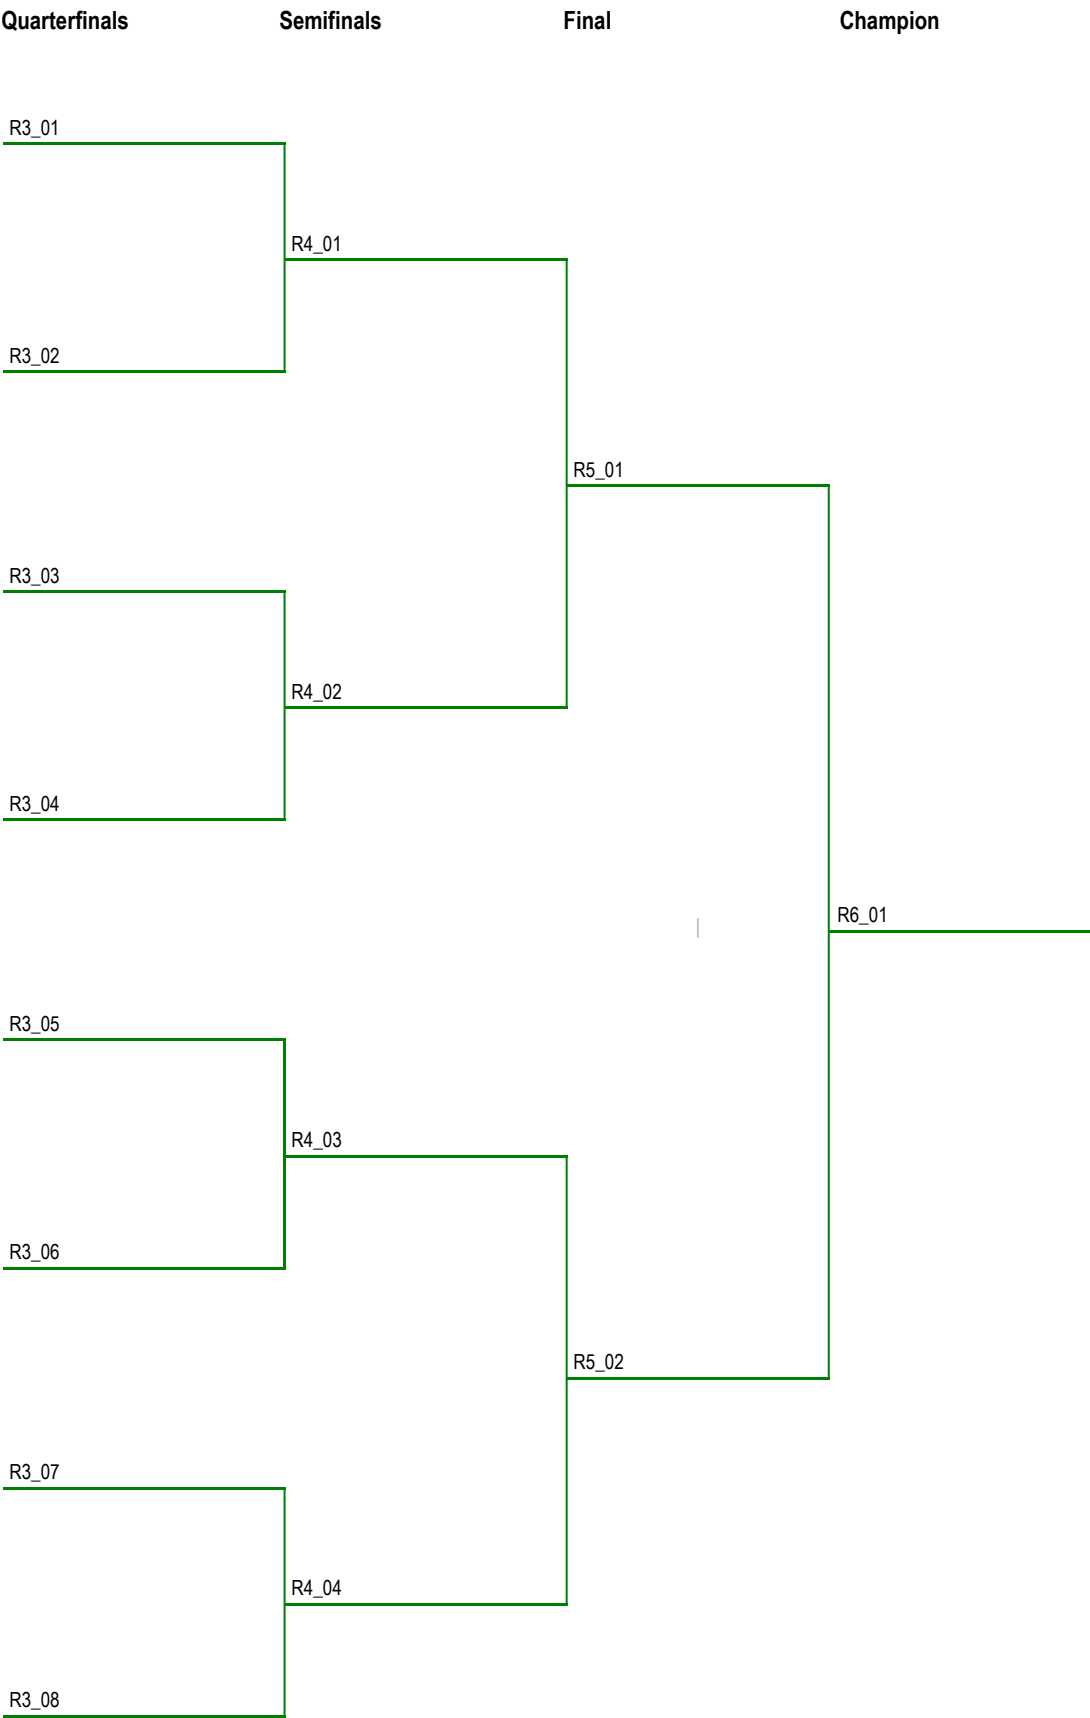 Quarterfinals Semifinals Final Champion
R3_01
R4_01
R3_02
R5_01
R3_03
R4_02
R3_04
R6_01
R3_05
R4_03
R3_06
R5_02
R3_07
R4_04
R3_08